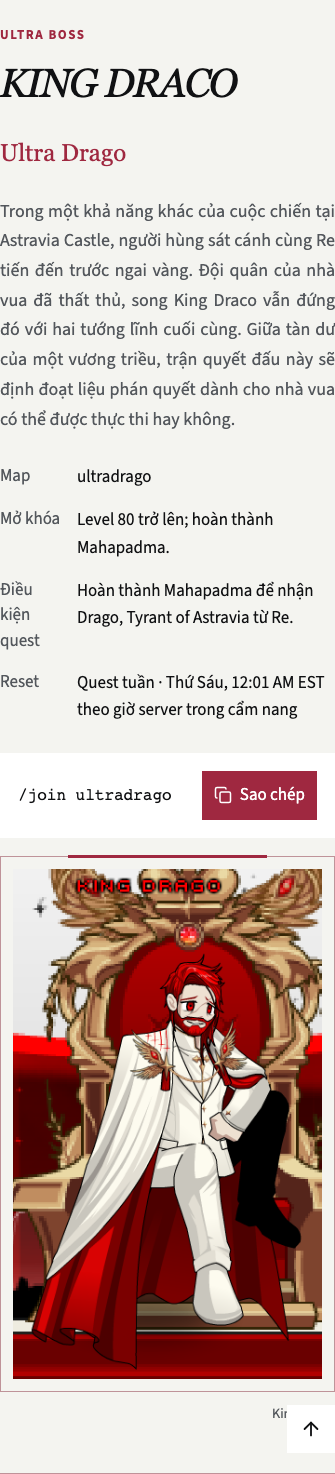 ULTRA BOSS
KING DRACO
Ultra Drago
Trong một khả năng khác của cuộc chiến tại
Astravia Castle, người hùng sát cánh cùng Re
tiến đến trước ngai vàng. Đội quân của nhà
vua đã thất thủ, song King Draco vẫn đứng
đó với hai tướng lĩnh cuối cùng. Giữa tàn dư
của một vương triều, trận quyết đấu này sẽ
định đoạt liệu phán quyết dành cho nhà vua
có thể được thực thi hay không.
Map
ultradrago
Mở khóa
Level 80 trở lên; hoàn thành
Mahapadma.
Điều
kiện
quest
Hoàn thành Mahapadma để nhận
Drago, Tyrant of Astravia từ Re.
Reset
Quest tuần · Thứ Sáu, 12:01 AM EST
theo giờ server trong cẩm nang
/join ultradrago
Sao chép
KING DRAGO